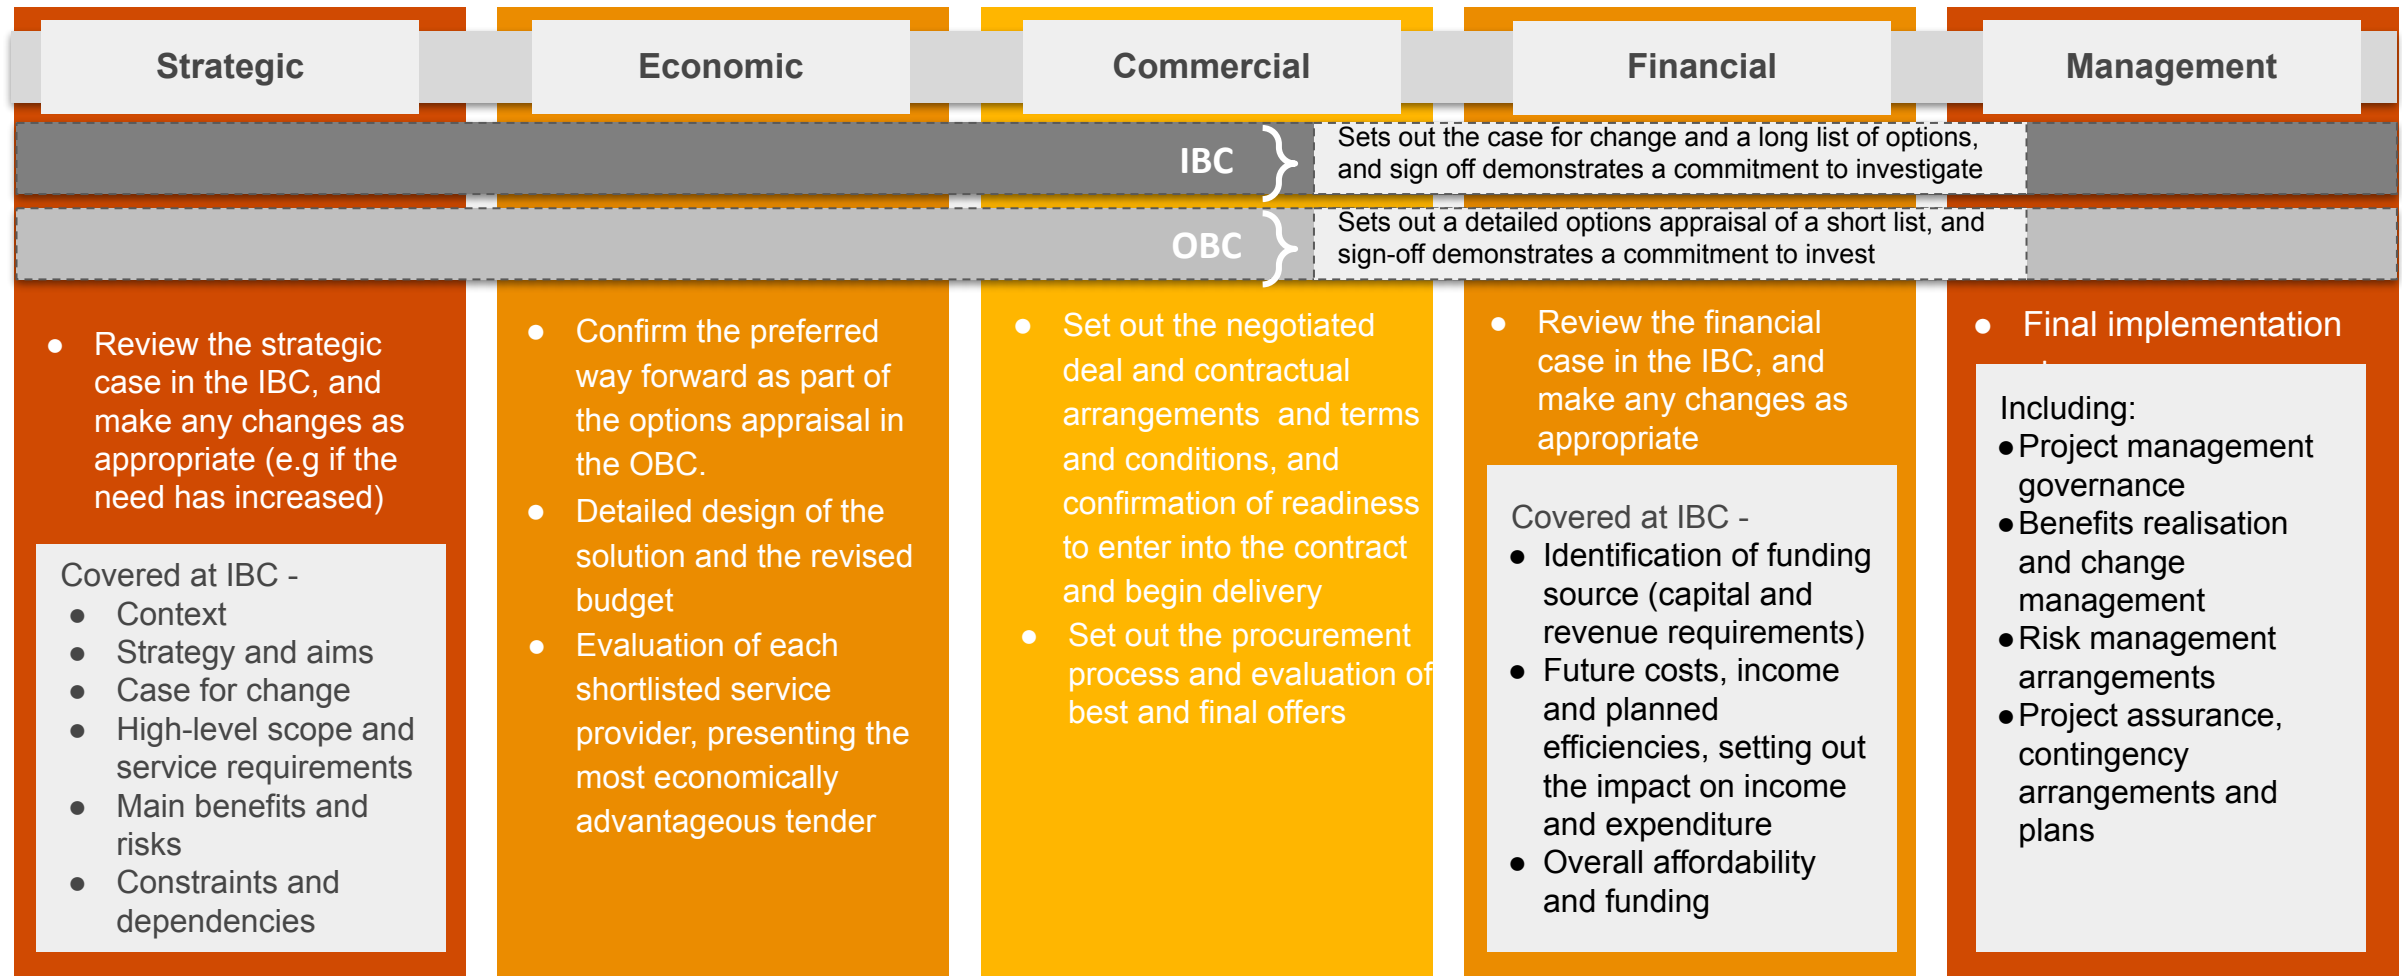 Strategic
Economic
Commercial
Financial
Management
IBC
Sets out the case for change and a long list of options,
and sign off demonstrates a commitment to investigate
OBC
Sets out a detailed options appraisal of a short list, and
sign-off demonstrates a commitment to invest
● Review the strategic
case in the IBC, and
make any changes as
appropriate (e.g if the
need has increased)
Covered at IBC -
● Context
● Strategy and aims
● Case for change
● High-level scope and
service requirements
● Main benefits and
risks
● Constraints and
dependencies
● Confirm the preferred
way forward as part of
the options appraisal in
the OBC.
● Detailed design of the
solution and the revised
budget
● Evaluation of each
shortlisted service
provider, presenting the
most economically
advantageous tender
● Set out the negotiated
deal and contractual
arrangements and terms
and conditions, and
confirmation of readiness
to enter into the contract
and begin delivery
● Set out the procurement
process and evaluation of
best and final offers
● Review the financial
case in the IBC, and
make any changes as
appropriate
Covered at IBC -
● Identification of funding
source (capital and
revenue requirements)
● Future costs, income
and planned
efficiencies, setting out
the impact on income
and expenditure
● Overall affordability
and funding
● Final implementation
Including:
●Project management
governance
●Benefits realisation
and change
management
●Risk management
arrangements
●Project assurance,
contingency
arrangements and
plans